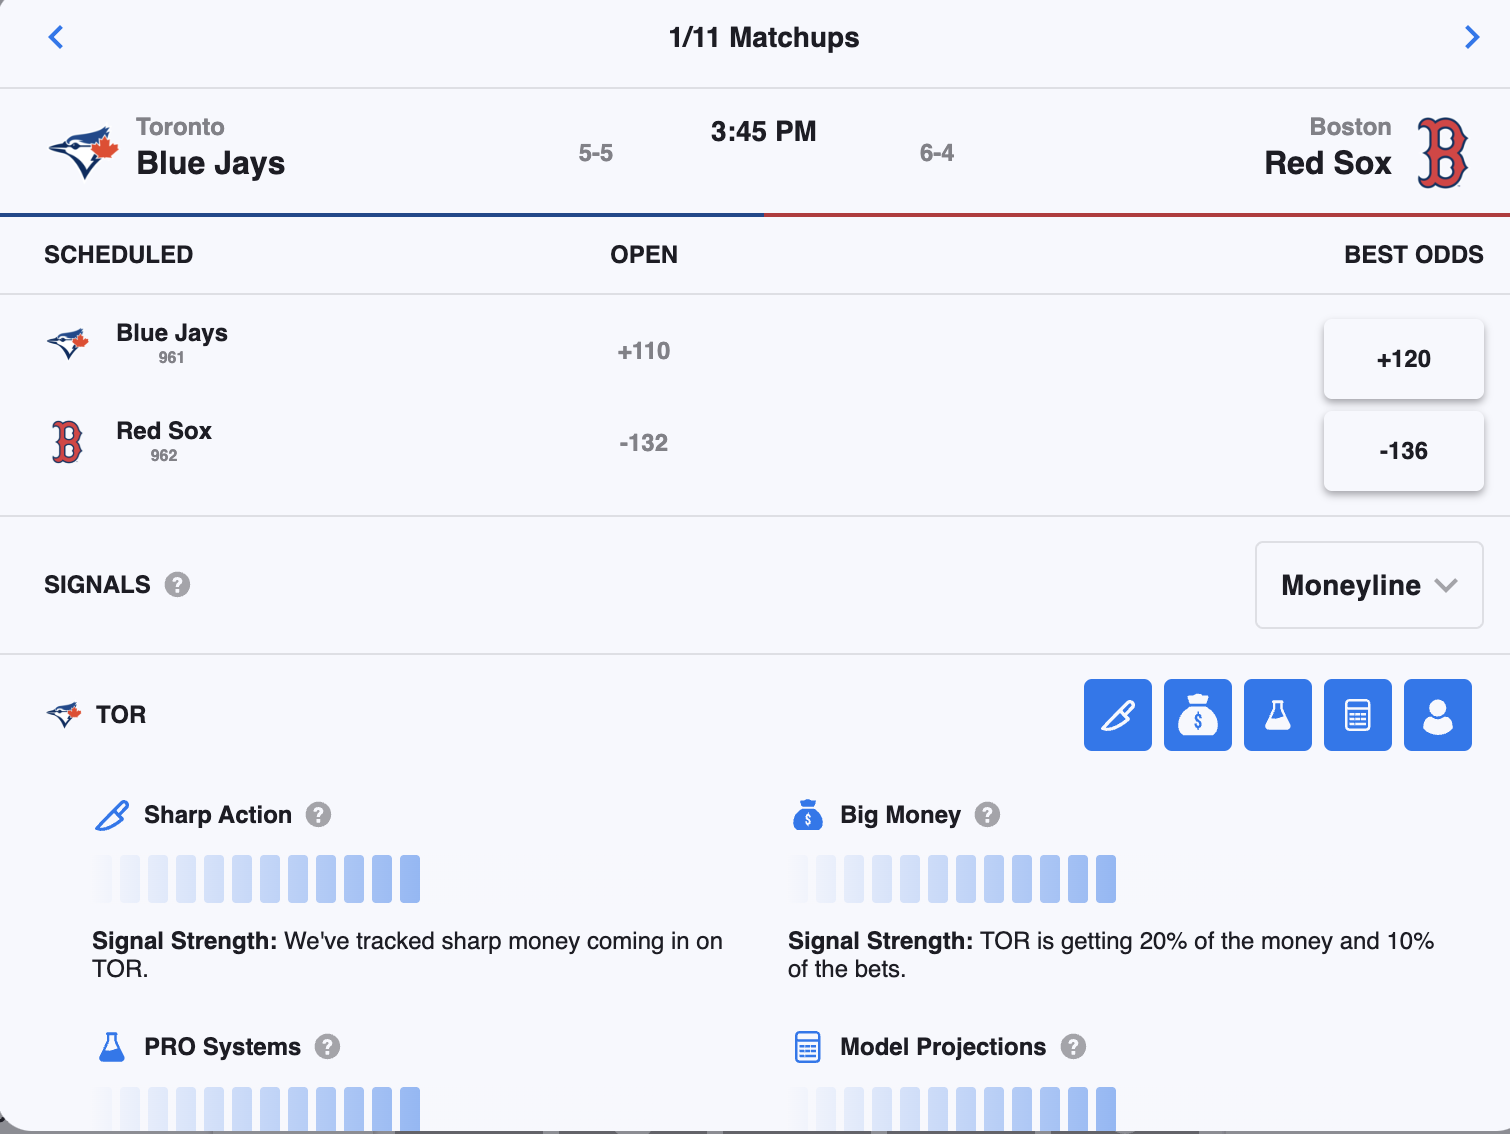 1/11 Matchups
Toronto
Blue Jays
5-5
3:45 PM
6-4
Boston
Red Sox
B
SCHEDULED
OPEN
BEST ODDS
Blue Jays
961
+110
+120
B
Red Sox
962
-132
-136
SIGNALS ?
Moneyline
TOR
$
Sharp Action ?
Signal Strength: We've tracked sharp money coming in on
TOR.
$
Big Money ?
Signal Strength: TOR is getting 20% of the money and 10%
of the bets.
PRO Systems ?
Model Projections ?